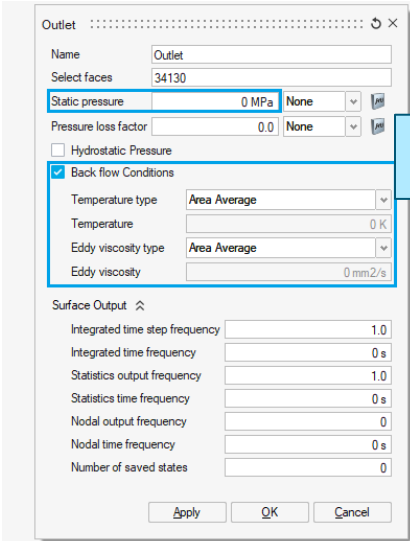 Outlet
Name Outlet
Select faces 34130
Static pressure 0 MPa None
Pressure loss factor 0.0 None
Hydrostatic Pressure
Back flow Conditions
Temperature type Area Average
Temperature 0 K
Eddy viscosity type Area Average
Eddy viscosity 0 mm2/s
Surface Output
Integrated time step frequency 1.0
Integrated time frequency 0 s
Statistics output frequency 1.0
Statistics time frequency 0 s
Nodal output frequency 0
Nodal time frequency 0 s
Number of saved states 0
Apply OK Cancel